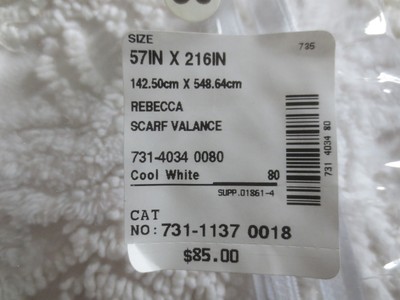 SIZE
735
57IN X 216IN
142.50cm X 548.64cm
REBECCA
SCARF VALANCE
731-4034 0080
Cool White 80
SUPP.01861-4
731 4034 80
CAT
NO: 731-1137 0018
$85.00